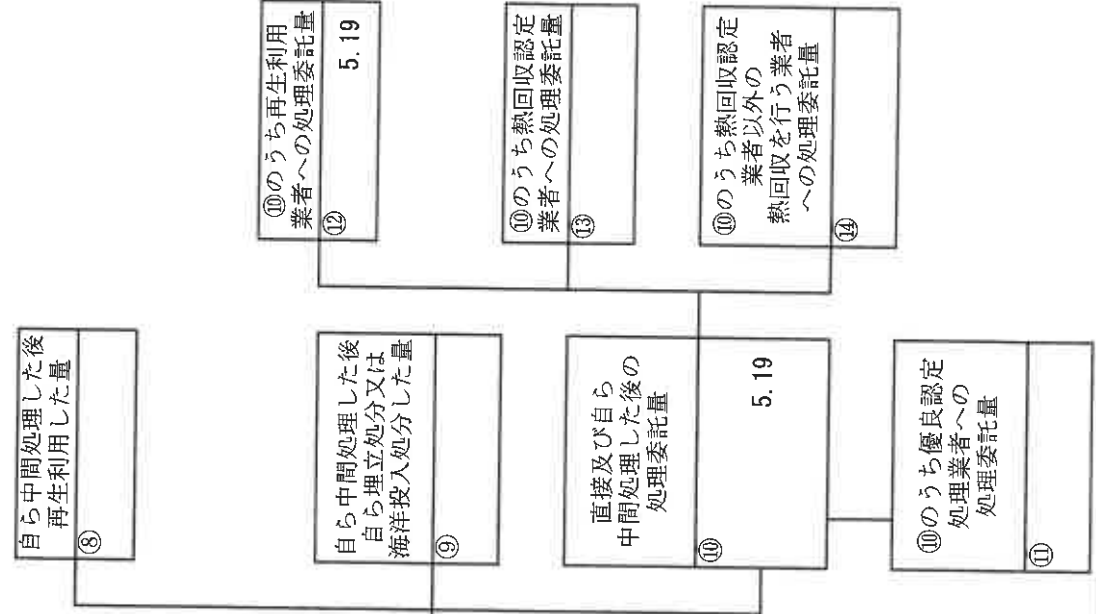 自ら中間処理した後
再生利用した量
⑧
自ら中間処理した後
自ら埋立処分又は
海洋投入処分した量
⑨
直接及び自ら
中間処理した後の
処理委託量
⑩
5.19
⑩のうち優良認定
処理業者への
処理委託量
⑪
⑩のうち再生利用
業者への処理委託量
⑫
5.19
⑩のうち熱回収認定
業者への処理委託量
⑬
⑩のうち熱回収認定
業者以外の
熱回収を行う業者
への処理委託量
⑭